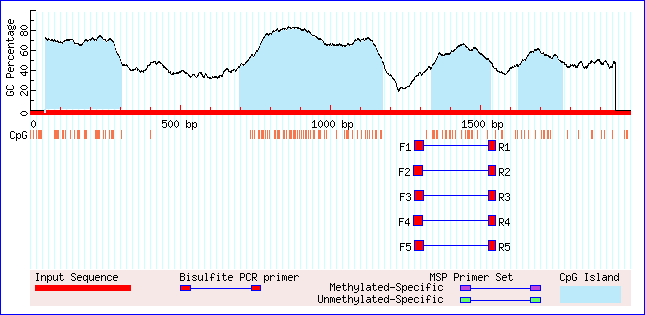 GC Percentage
80
60
40
20
0
0 500 bp 1000 bp 1500 bp
CpG
F1 R1
F2 R2
F3 R3
F4 R4
F5 R5
Input Sequence Bisulfite PCR primer MSP Primer Set CpG Island
Methylated-Specific
Unmethylated-Specific